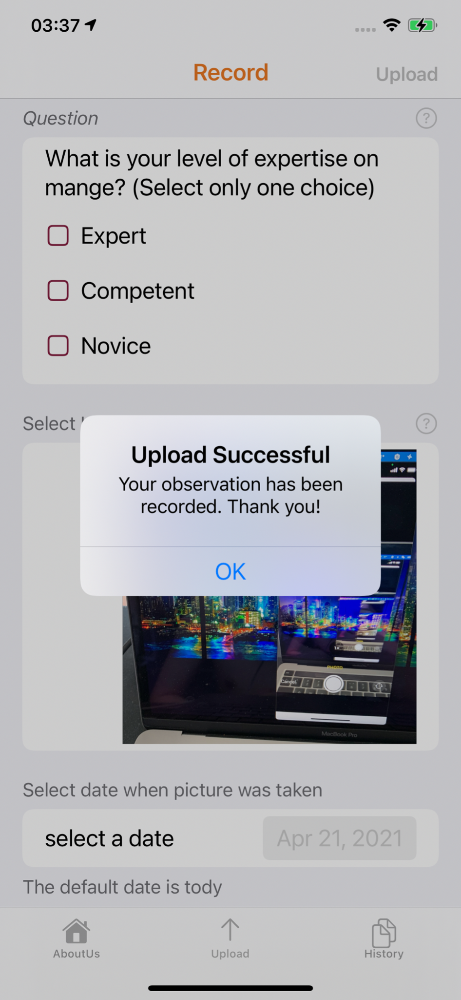 03:37
Record
Upload
Question
?
What is your level of expertise on
mange? (Select only one choice)
Expert
Competent
Novice
Select
?
Upload Successful
Your observation has been
recorded. Thank you!
OK
1x
PHOTO
Cancel
MacBook Pro
Select date when picture was taken
select a date
Apr 21, 2021
The default date is tody
AboutUs
Upload
History